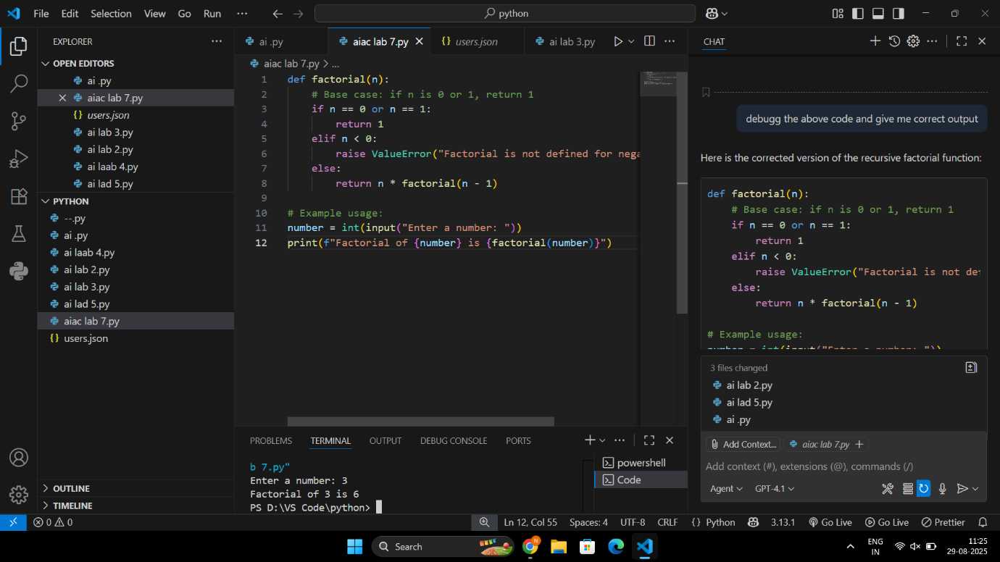 File Edit Selection View Go Run ···
python
EXPLORER
OPEN EDITORS
ai .py
aiac lab 7.py
users.json
ai lab 3.py
ai lab 2.py
ai laab 4.py
ai lad 5.py
PYTHON
--.py
ai .py
ai laab 4.py
ai lab 2.py
ai lab 3.py
ai lad 5.py
aiac lab 7.py
users.json
OUTLINE
TIMELINE
ai .py aiac lab 7.py users.json ai lab 3.py
aiac lab 7.py > ...
1 def factorial(n):
2 # Base case: if n is 0 or 1, return 1
3 if n == 0 or n == 1:
4 return 1
5 elif n < 0:
6 raise ValueError("Factorial is not defined for nega
7 else:
8 return n * factorial(n - 1)
9
10 # Example usage:
11 number = int(input("Enter a number: "))
12 print(f"Factorial of {number} is {factorial(number)}")
PROBLEMS TERMINAL OUTPUT DEBUG CONSOLE PORTS
b 7.py"
Enter a number: 3
Factorial of 3 is 6
PS D:\VS Code\python>
powershell
Code
CHAT
debugg the above code and give me correct output
Here is the corrected version of the recursive factorial function:
def factorial(n):
# Base case: if n is 0 or 1, return 1
if n == 0 or n == 1:
return 1
elif n < 0:
raise ValueError("Factorial is not def
else:
return n * factorial(n - 1)
# Example usage:
number = int(input("Enter a number: "))
3 files changed
ai lab 2.py
ai lad 5.py
ai .py
Add Context... aiac lab 7.py +
Add context (#), extensions (@), commands (/)
Agent GPT-4.1
0 0 Ln 12, Col 55 Spaces: 4 UTF-8 CRLF {} Python 3.13.1 Go Live Go Live Prettier
Search
ENG
IN
11:25
29-08-2025